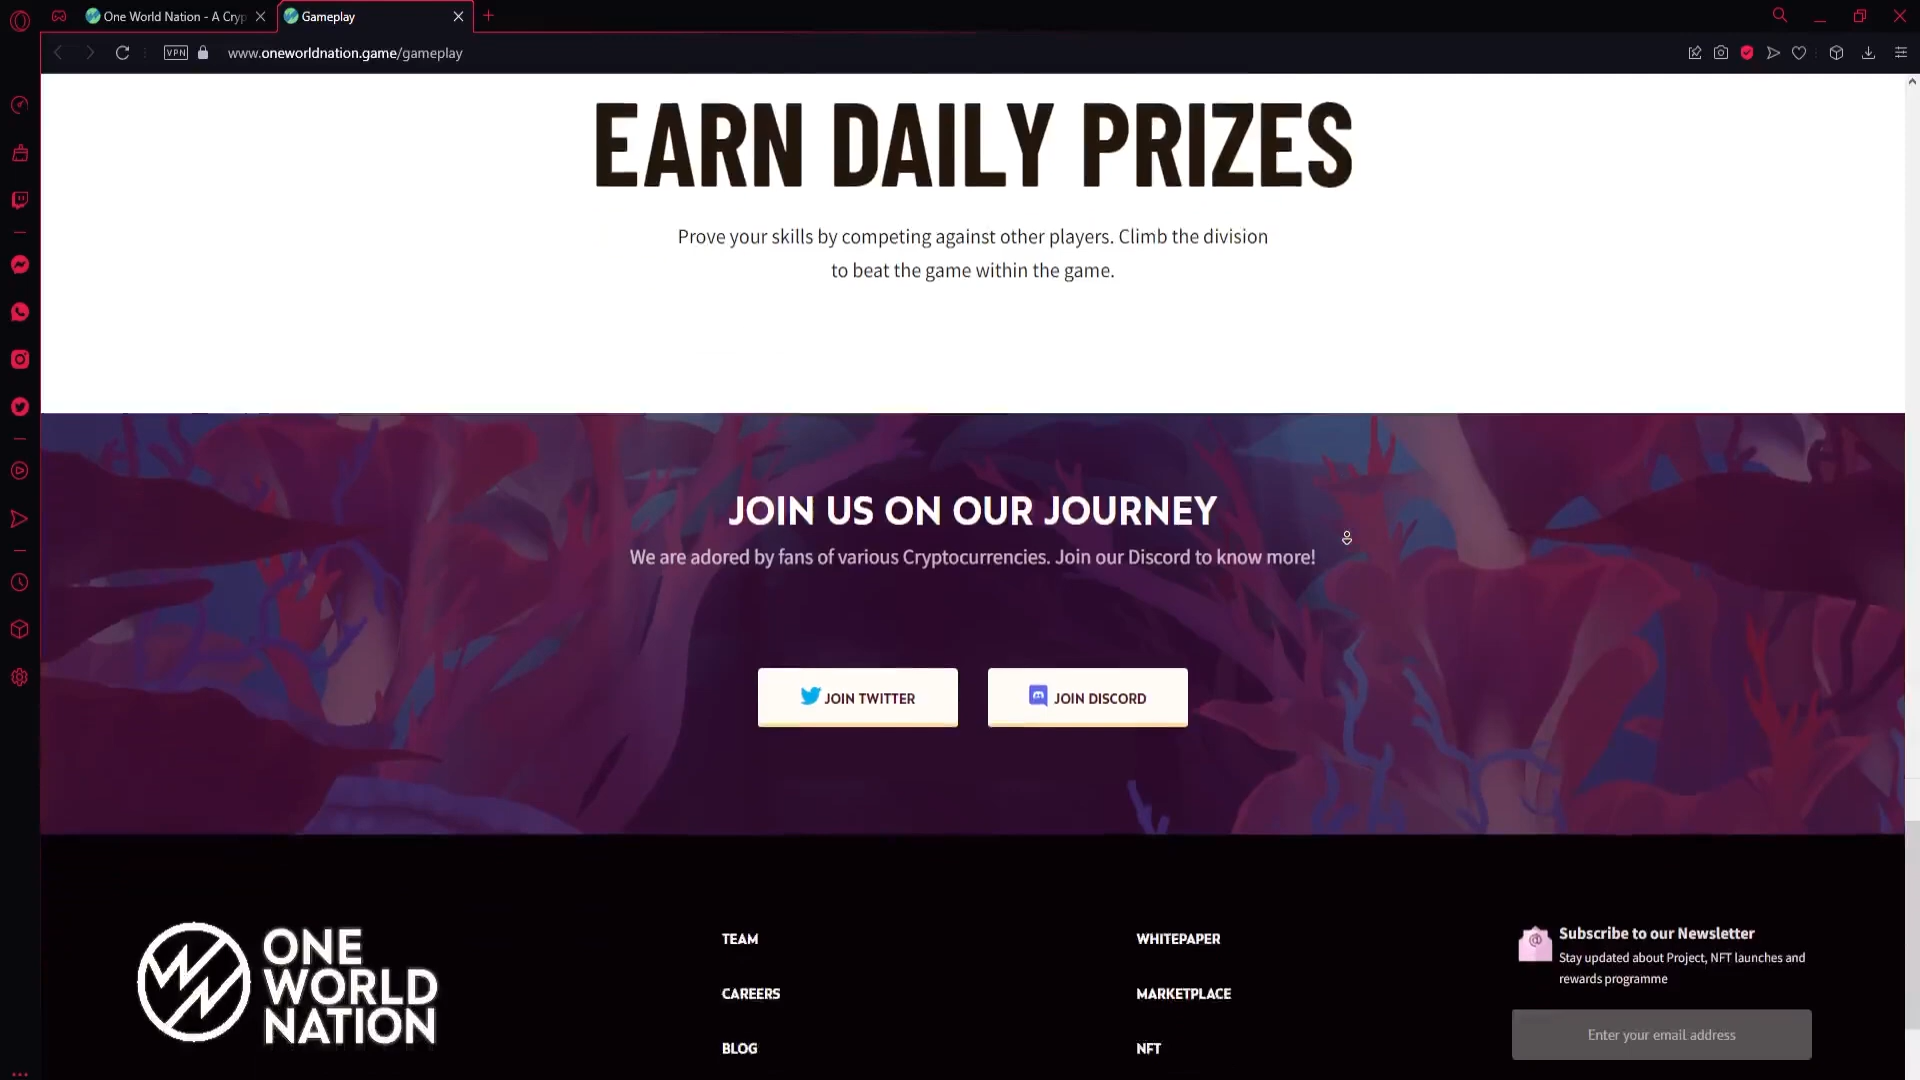 One World Nation - A Cryp
Gameplay
VPN
www.oneworldnation.game/gameplay
EARN DAILY PRIZES
Prove your skills by competing against other players. Climb the division
to beat the game within the game.
JOIN US ON OUR JOURNEY
We are adored by fans of various Cryptocurrencies. Join our Discord to know more!
JOIN TWITTER
JOIN DISCORD
ONE
WORLD
NATION
TEAM
CAREERS
BLOG
WHITEPAPER
MARKETPLACE
NFT
Subscribe to our Newsletter
Stay updated about Project, NFT launches and
rewards programme
Enter your email address